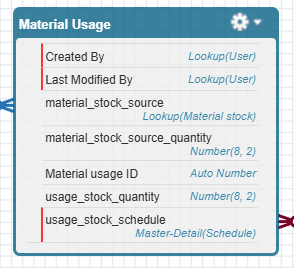 Material Usage
Created By Lookup(User)
Last Modified By Lookup(User)
material_stock_source
Lookup(Material stock)
material_stock_source_quantity
Number(8, 2)
Material usage ID Auto Number
usage_stock_quantity Number(8, 2)
usage_stock_schedule
Master-Detail(Schedule)